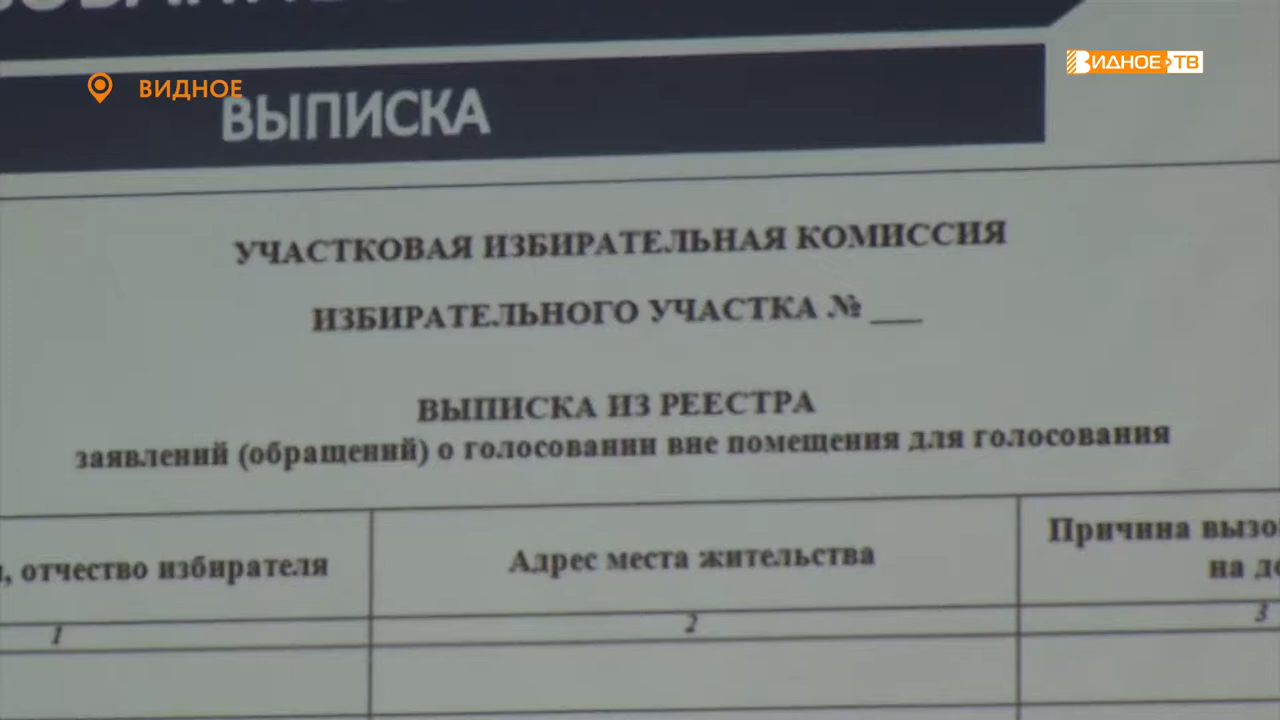 ВИДНОЕ
ВИДНОЕ ТВ
ВЫПИСКА
УЧАСТКОВАЯ ИЗБИРАТЕЛЬНАЯ КОМИССИЯ
ИЗБИРАТЕЛЬНОГО УЧАСТКА № ___
ВЫПИСКА ИЗ РЕЕСТРА
заявлений (обращений) о голосовании вне помещения для голосования
, отчество избирателя
Адрес места жительства
Причина
на
1
2
3